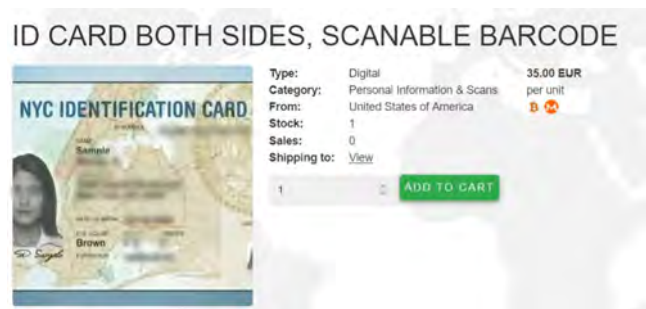 ID CARD BOTH SIDES, SCANABLE BARCODE
NYC IDENTIFICATION CARD
Sample
Brown
Type: Digital
Category: Personal Information & Scans
From: United States of America
Stock: 1
Sales: 0
Shipping to: View
35.00 EUR
per unit
1
ADD TO CART